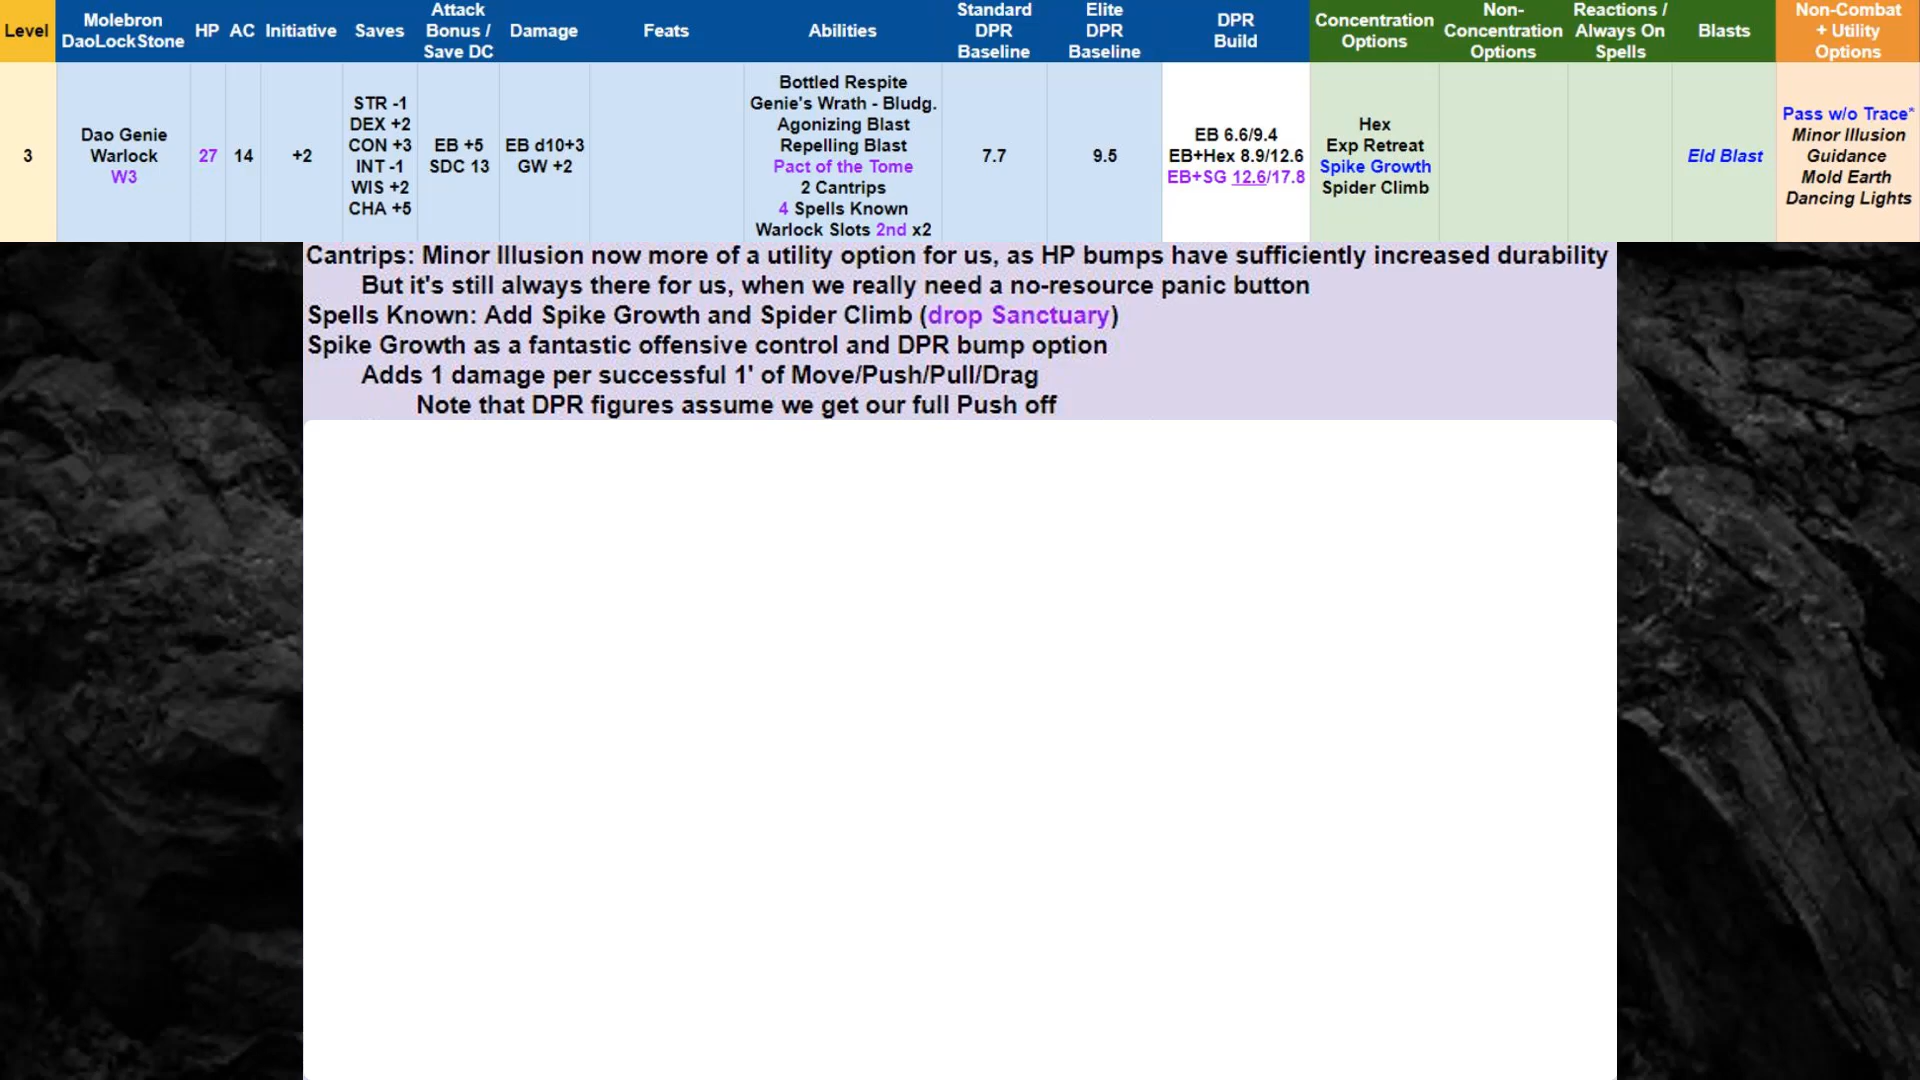 Level
Molebron
DaoLockStone
HP
AC
Initiative
Saves
Attack
Bonus /
Save DC
Damage
Feats
Abilities
Standard
DPR
Baseline
Elite
DPR
Baseline
DPR
Build
Concentration
Options
Non-
Concentration
Options
Reactions /
Always On
Spells
Blasts
Non-Combat
+ Utility
Options
3
Dao Genie
Warlock
W3
27
14
+2
STR -1
DEX +2
CON +3
INT -1
WIS +2
CHA +5
EB +5
SDC 13
EB d10+3
GW +2
Bottled Respite
Genie's Wrath - Bludg.
Agonizing Blast
Repelling Blast
Pact of the Tome
2 Cantrips
4 Spells Known
Warlock Slots 2nd x2
7.7
9.5
EB 6.6/9.4
EB+Hex 8.9/12.6
EB+SG 12.6/17.8
Hex
Exp Retreat
Spike Growth
Spider Climb
Eld Blast
Pass w/o Trace*
Minor Illusion
Guidance
Mold Earth
Dancing Lights
Cantrips: Minor Illusion now more of a utility option for us, as HP bumps have sufficiently increased durability
But it's still always there for us, when we really need a no-resource panic button
Spells Known: Add Spike Growth and Spider Climb (drop Sanctuary)
Spike Growth as a fantastic offensive control and DPR bump option
Adds 1 damage per successful 1' of Move/Push/Pull/Drag
Note that DPR figures assume we get our full Push off